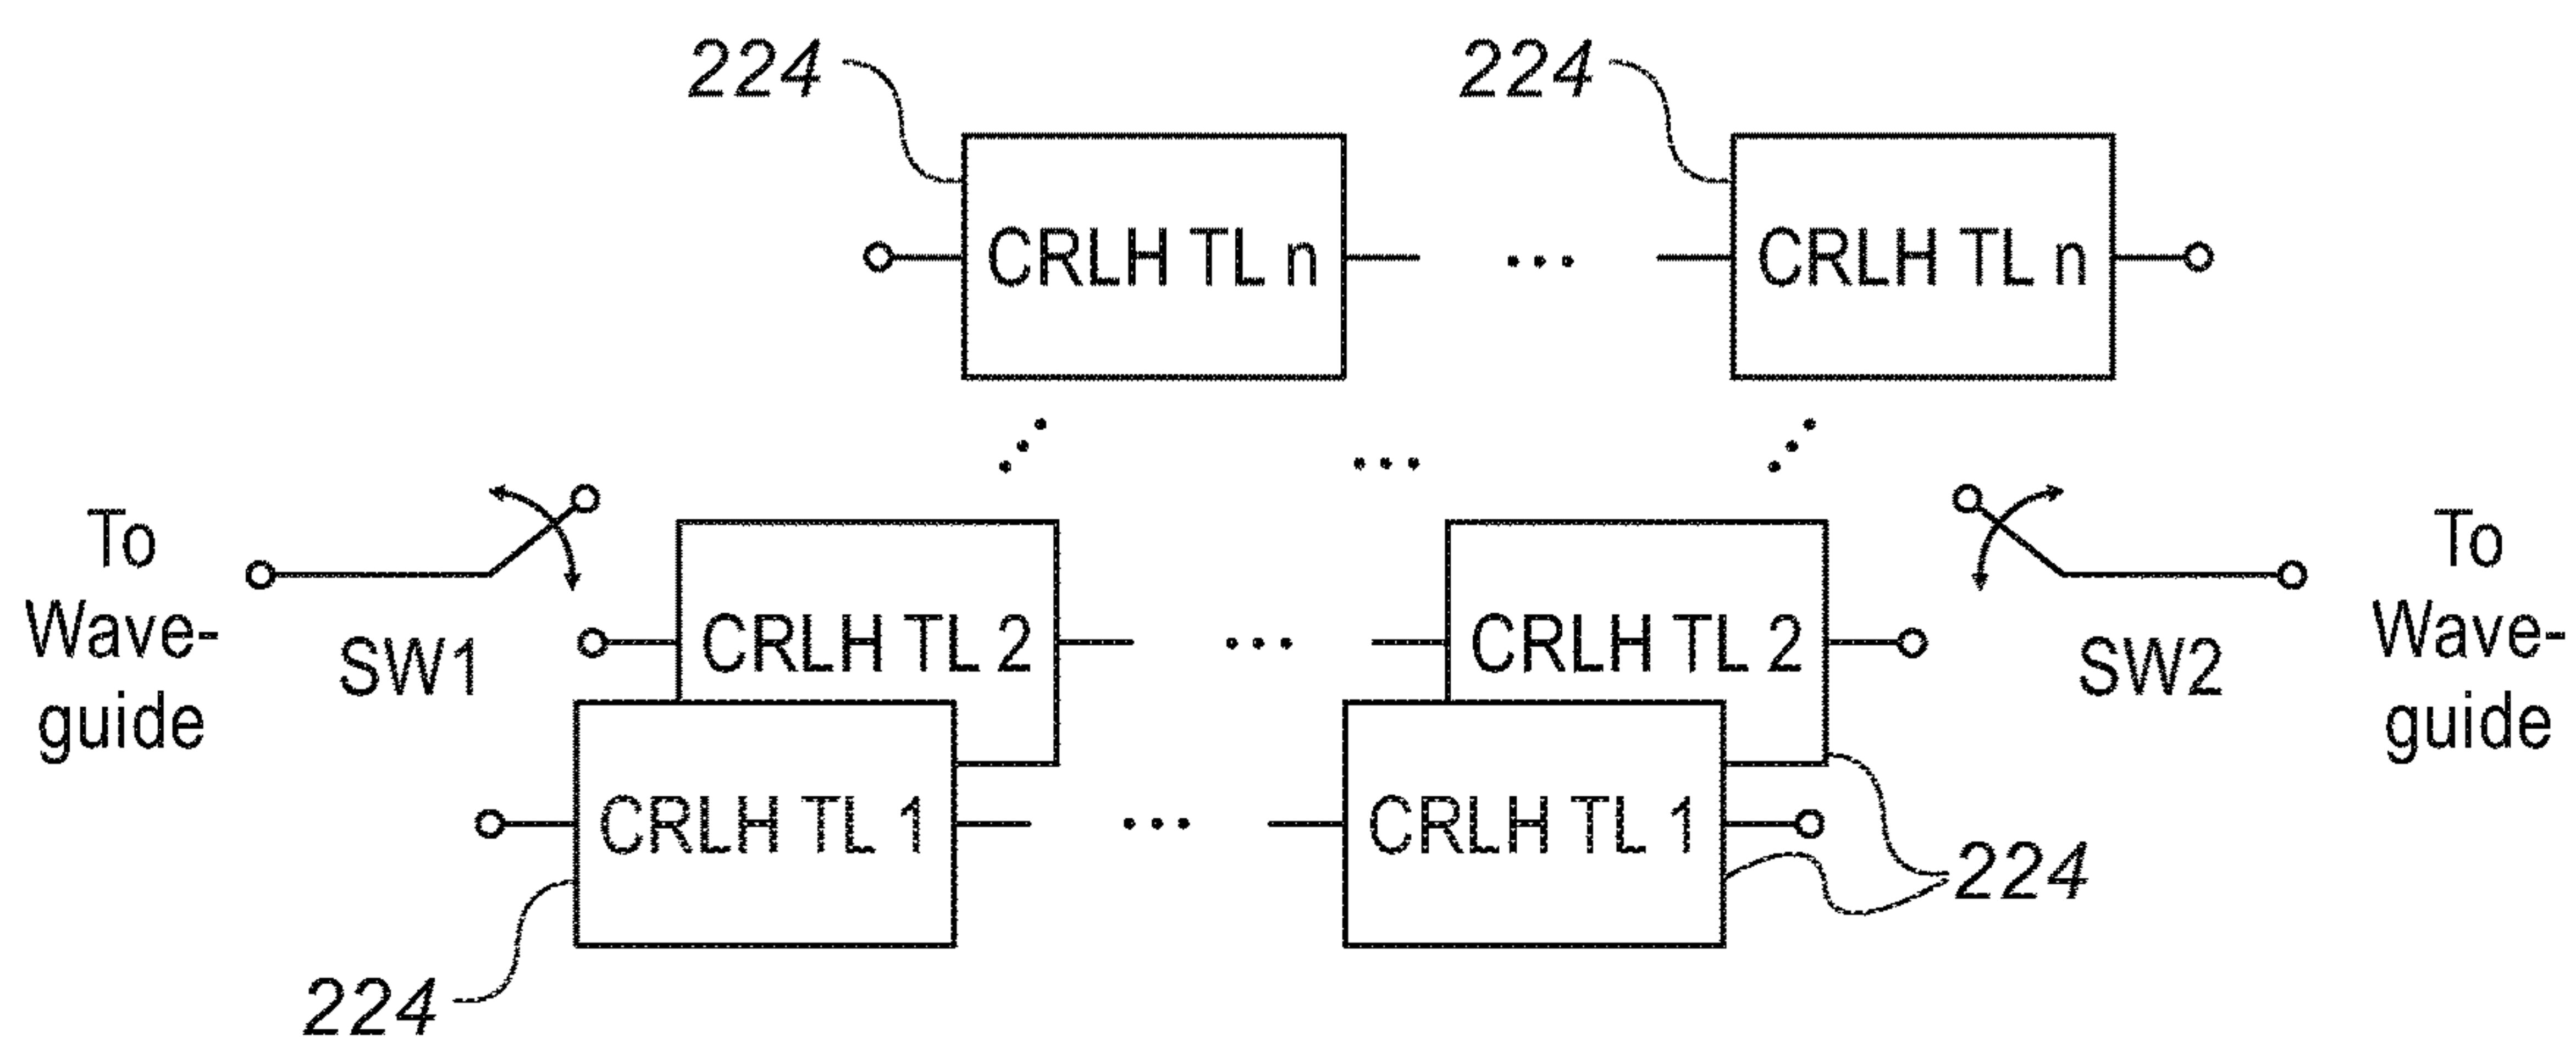 224 224
CRLH TL n CRLH TL n
To
Wave-
guide
SW1
CRLH TL 2 CRLH TL 2
SW2
To
Wave-
guide
CRLH TL 1 CRLH TL 1
224
224